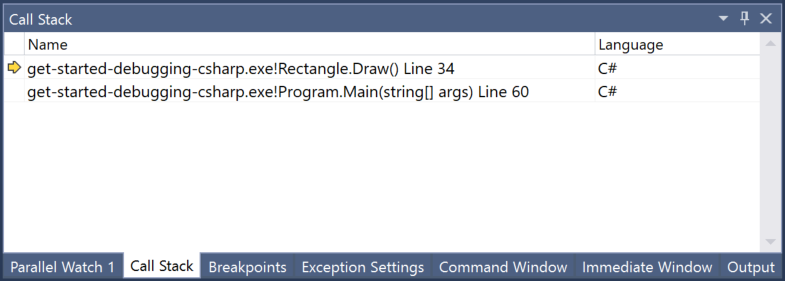 Call Stack
Name Language
get-started-debugging-csharp.exe!Rectangle.Draw() Line 34 C#
get-started-debugging-csharp.exe!Program.Main(string[] args) Line 60 C#
Parallel Watch 1 Call Stack Breakpoints Exception Settings Command Window Immediate Window Output